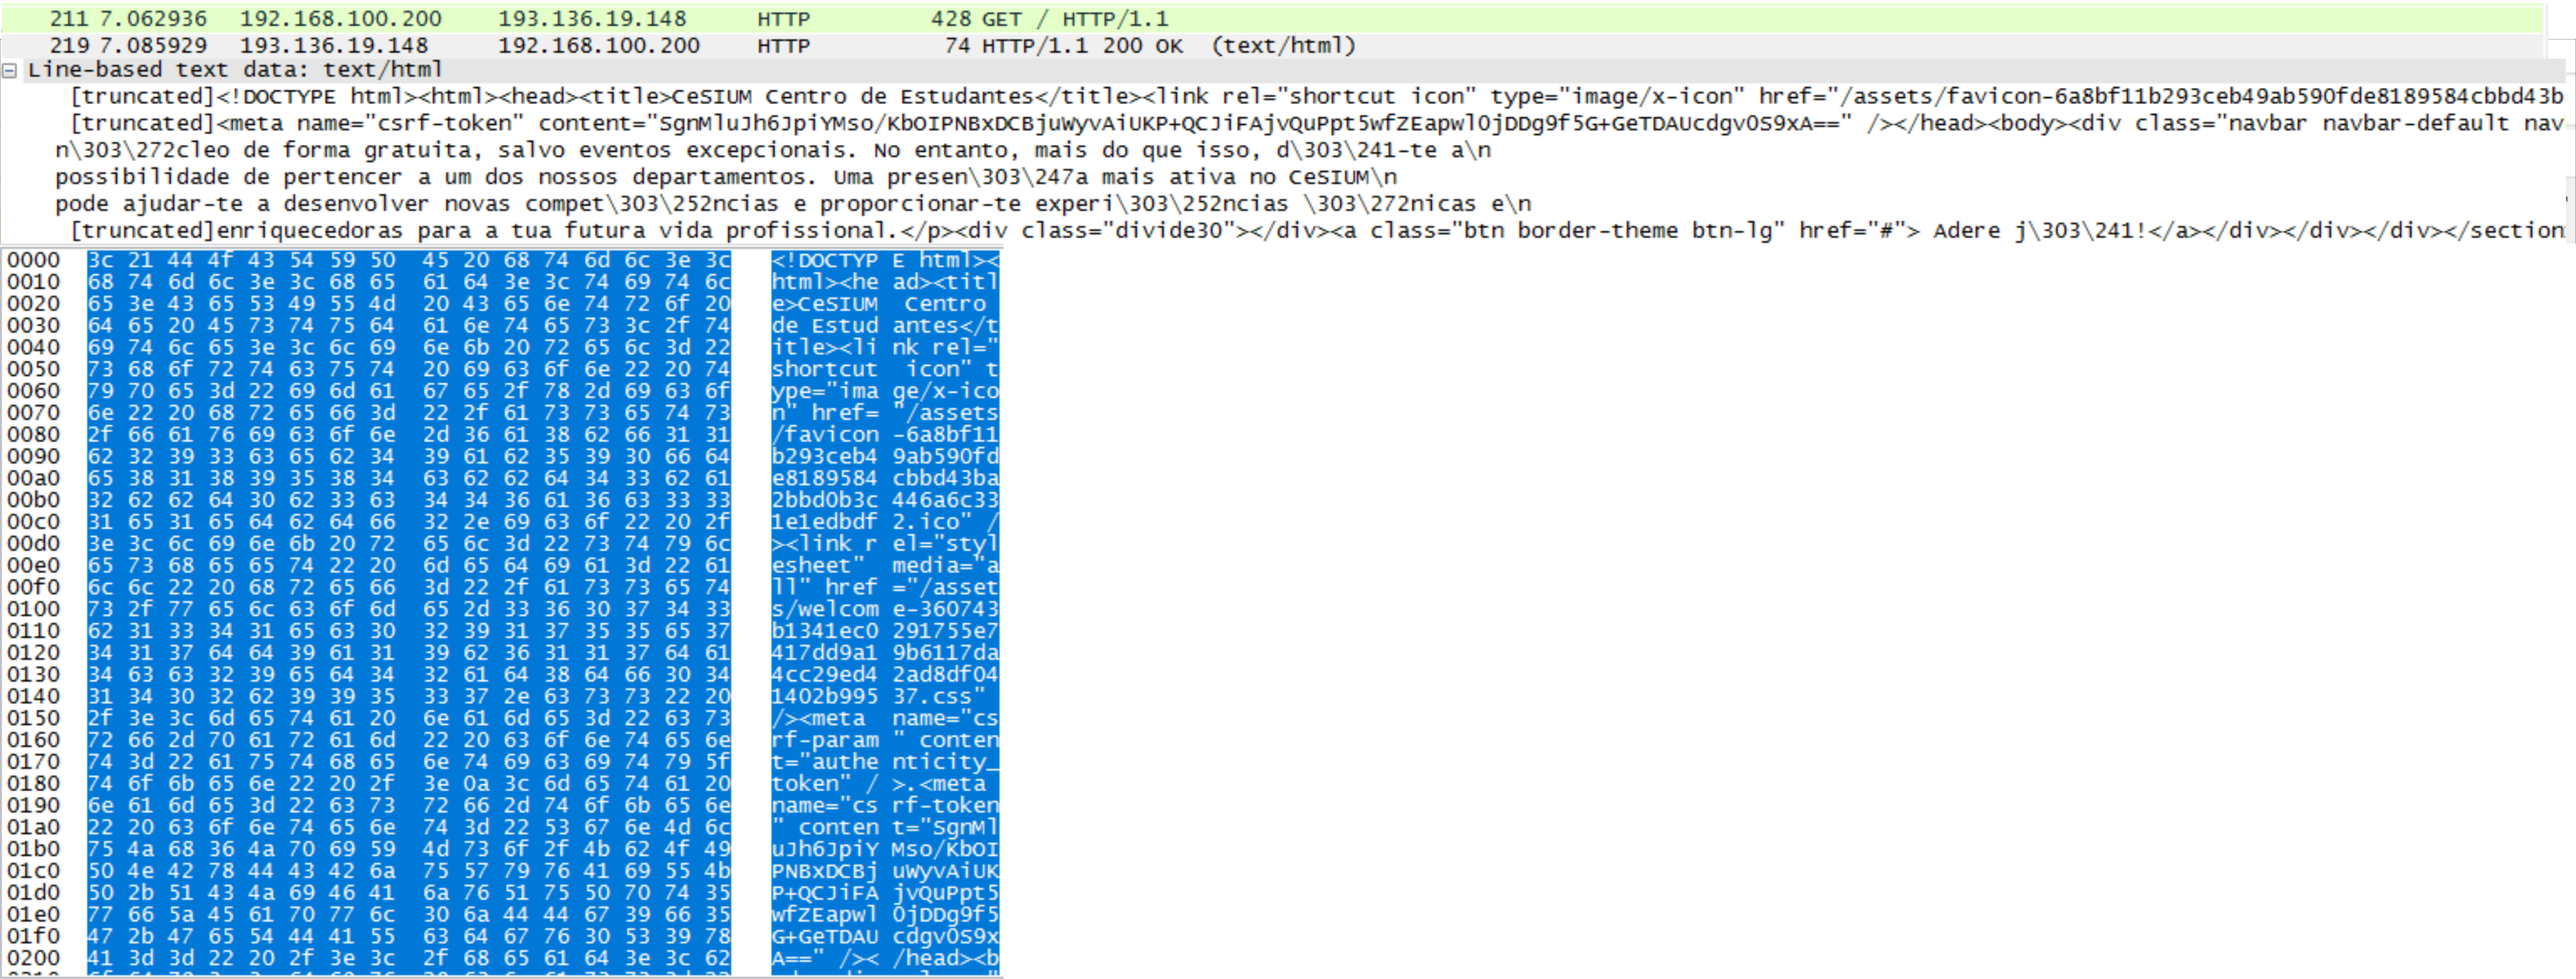 211 7.062936 192.168.100.200 193.136.19.148 HTTP 428 GET / HTTP/1.1
219 7.085929 193.136.19.148 192.168.100.200 HTTP 74 HTTP/1.1 200 OK (text/html)
Line-based text data: text/html
[truncated]<!DOCTYPE html><html><head><title>CeSIUM Centro de Estudantes</title><link rel="shortcut icon" type="image/x-icon" href="/assets/favicon-6a8bf11b293ceb49ab590fde8189584cbbd43b
[truncated]<meta name="csrf-token" content="SgnMluJh6JpiYMso/KbOIPNBxDCBjuWyvAiUKP+QCJiFAjvQuPpt5wfZEapwl0jDDg9f5G+GeTDAUcdgv0S9xA==" /></head><body><div class="navbar navbar-default nav
n\303\272cleo de forma gratuita, salvo eventos excepcionais. No entanto, mais do que isso, d\303\241-te a\n
possibilidade de pertencer a um dos nossos departamentos. Uma presen\303\247a mais ativa no CeSIUM\n
pode ajudar-te a desenvolver novas compet\303\252ncias e proporcionar-te experi\303\252ncias \303\272nicas e\n
[truncated]enriquecedoras para a tua futura vida profissional.</p><div class="divide30"></div><a class="btn border-theme btn-lg" href="#"> Adere j\303\241!</a></div></div></div></section
0000 3c 21 44 4f 43 54 59 50 45 20 68 74 6d 6c 3e 3c <!DOCTYP E html><
0010 68 74 6d 6c 3e 3c 68 65 61 64 3e 3c 74 69 74 6c html><he ad><titl
0020 65 3e 43 65 53 49 55 4d 20 43 65 6e 74 72 6f 20 e>CeSIUM Centro
0030 64 65 20 45 73 74 75 64 61 6e 74 65 73 3c 2f 74 de Estud antes</t
0040 69 74 6c 65 3e 3c 6c 69 6e 6b 20 72 65 6c 3d 22 itle><li nk rel="
0050 73 68 6f 72 74 63 75 74 20 69 63 6f 6e 22 20 74 shortcut icon" t
0060 79 70 65 3d 22 69 6d 61 67 65 2f 78 2d 69 63 6f ype="ima ge/x-ico
0070 6e 22 20 68 72 65 66 3d 22 2f 61 73 73 65 74 73 n" href= "/assets
0080 2f 66 61 76 69 63 6f 6e 2d 36 61 38 62 66 31 31 /favicon -6a8bf11
0090 62 32 39 33 63 65 62 34 39 61 62 35 39 30 66 64 b293ceb4 9ab590fd
00a0 65 38 31 38 39 35 38 34 63 62 62 64 34 33 62 61 e8189584 cbbd43ba
00b0 32 62 62 64 30 62 33 63 34 34 36 61 36 63 33 33 2bbd0b3c 446a6c33
00c0 31 65 31 65 64 62 64 66 32 2e 69 63 6f 22 20 2f 1e1edbdf 2.ico" /
00d0 3e 3c 6c 69 6e 6b 20 72 65 6c 3d 22 73 74 79 6c ><link r el="styl
00e0 65 73 68 65 65 74 22 20 6d 65 64 69 61 3d 22 61 esheet" media="a
00f0 6c 6c 22 20 68 72 65 66 3d 22 2f 61 73 73 65 74 ll" href ="/asset
0100 73 2f 77 65 6c 63 6f 6d 65 2d 33 36 30 37 34 33 s/welcom e-360743
0110 62 31 33 34 31 65 63 30 32 39 31 37 35 35 65 37 b1341ec0 291755e7
0120 34 31 37 64 64 39 61 31 39 62 36 31 31 37 64 61 417dd9a1 9b6117da
0130 34 63 63 32 39 65 64 34 32 61 64 38 64 66 30 34 4cc29ed4 2ad8df04
0140 31 34 30 32 62 39 39 35 33 37 2e 63 73 73 22 20 1402b995 37.css"
0150 2f 3e 3c 6d 65 74 61 20 6e 61 6d 65 3d 22 63 73 /><meta name="cs
0160 72 66 2d 70 61 72 61 6d 22 20 63 6f 6e 74 65 6e rf-param " conten
0170 74 3d 22 61 75 74 68 65 6e 74 69 63 69 74 79 5f t="authe nticity_
0180 74 6f 6b 65 6e 22 20 2f 3e 0a 3c 6d 65 74 61 20 token" / >.<meta
0190 6e 61 6d 65 3d 22 63 73 72 66 2d 74 6f 6b 65 6e name="cs rf-token
01a0 22 20 63 6f 6e 74 65 6e 74 3d 22 53 67 6e 4d 6c " conten t="SgnMl
01b0 75 4a 68 36 4a 70 69 59 4d 73 6f 2f 4b 62 4f 49 uJh6JpiY Mso/KbOI
01c0 50 4e 42 78 44 43 42 6a 75 57 79 76 41 69 55 4b PNBxDCBj uWyvAiUK
01d0 50 2b 51 43 4a 69 46 41 6a 76 51 75 50 70 74 35 P+QCJiFA jvQuPpt5
01e0 77 66 5a 45 61 70 77 6c 30 6a 44 44 67 39 66 35 wfZEapwl 0jDDg9f5
01f0 47 2b 47 65 54 44 41 55 63 64 67 76 30 53 39 78 G+GeTDAU cdgv0S9x
0200 41 3d 3d 22 20 2f 3e 3c 2f 68 65 61 64 3e 3c 62 A==" />< /head><b